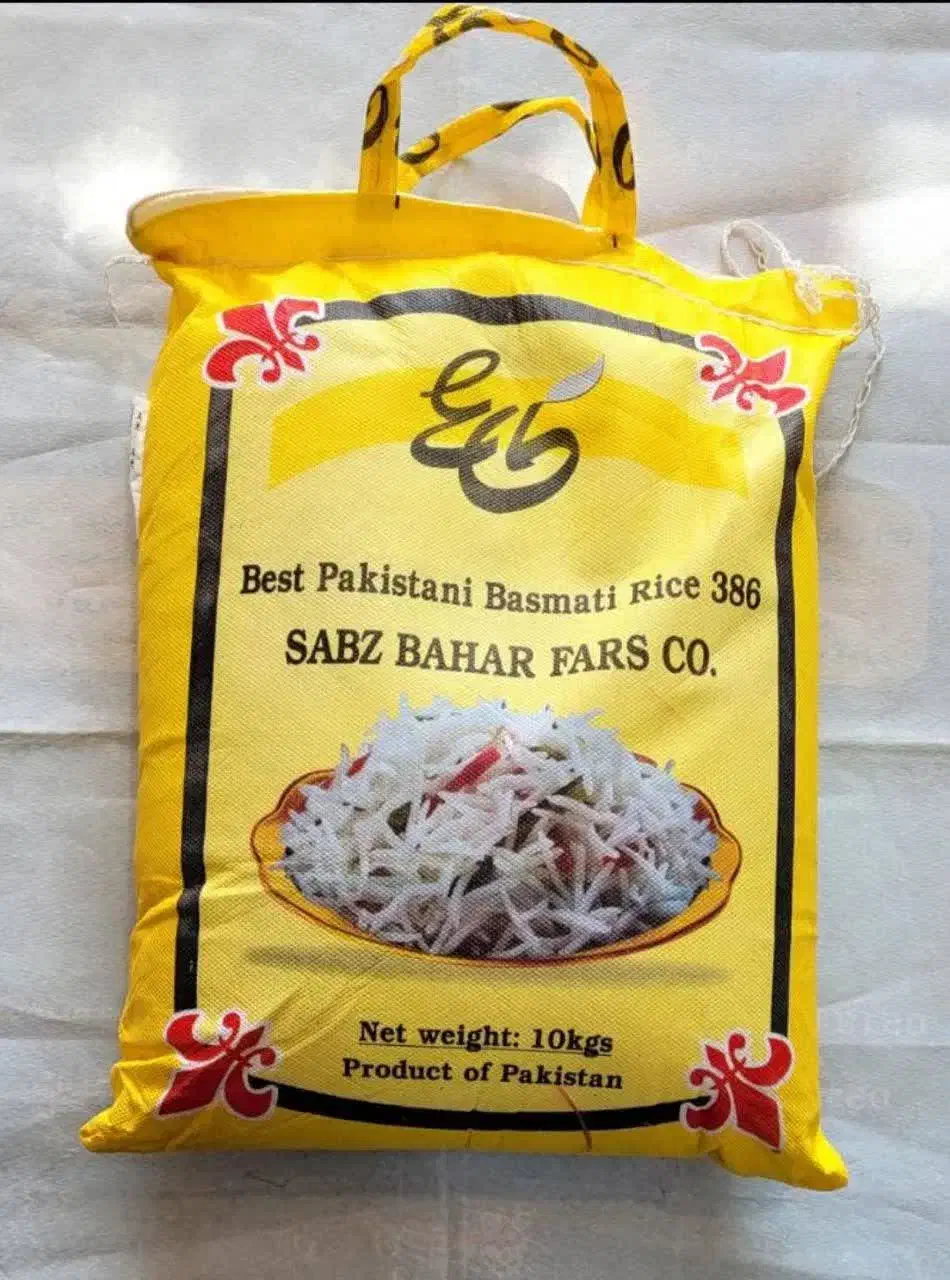 Best Pakistani Basmati Rice 386
SABZ BAHAR FARS CO.
Net weight: 10kgs
Product of Pakistan